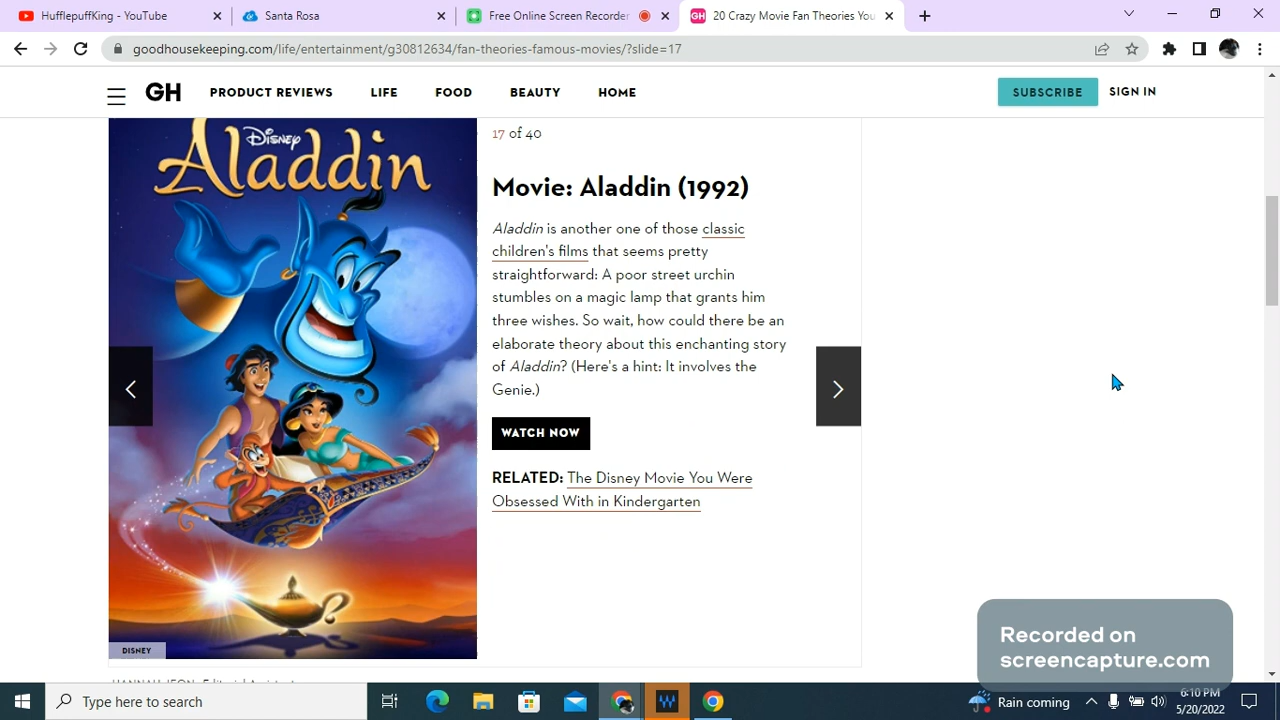 HufflepuffKing - YouTube
Santa Rosa
Free Online Screen Recorder
GH 20 Crazy Movie Fan Theories You
goodhousekeeping.com/life/entertainment/g30812634/fan-theories-famous-movies/?slide=17
GH PRODUCT REVIEWS LIFE FOOD BEAUTY HOME SUBSCRIBE SIGN IN
Disney
Aladdin
DISNEY
17 of 40
Movie: Aladdin (1992)
Aladdin is another one of those classic
children's films that seems pretty
straightforward: A poor street urchin
stumbles on a magic lamp that grants him
three wishes. So wait, how could there be an
elaborate theory about this enchanting story
of Aladdin? (Here's a hint: It involves the
Genie.)
WATCH NOW
RELATED: The Disney Movie You Were
Obsessed With in Kindergarten
Recorded on
screencapture.com
Type here to search
Rain coming
6:10 PM
5/20/2022